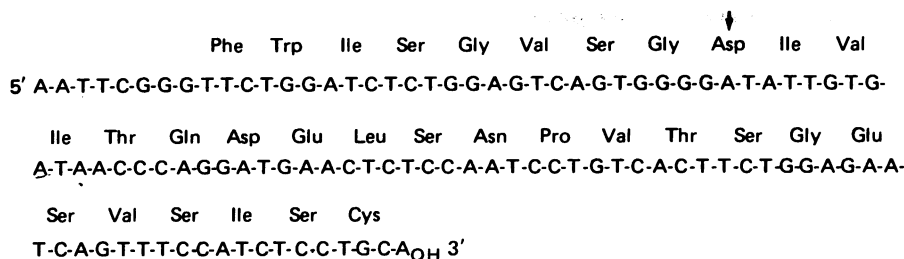 Phe Trp Ile Ser Gly Val Ser Gly Asp Ile Val
5′ A-A-T-T-C-G-G-G-T-T-C-T-G-G-A-T-C-T-C-T-G-G-A-G-T-C-A-G-T-G-G-G-G-A-T-A-T-T-G-T-G-
Ile Thr Gln Asp Glu Leu Ser Asn Pro Val Thr Ser Gly Glu
A-T-A-A-C-C-C-A-G-G-A-T-G-A-A-C-T-C-T-C-C-A-A-T-C-C-T-G-T-C-A-C-T-T-C-T-G-G-A-G-A-A-
Ser Val Ser Ile Ser Cys
T-C-A-G-T-T-T-C-C-A-T-C-T-C-C-T-G-C-AOH 3′